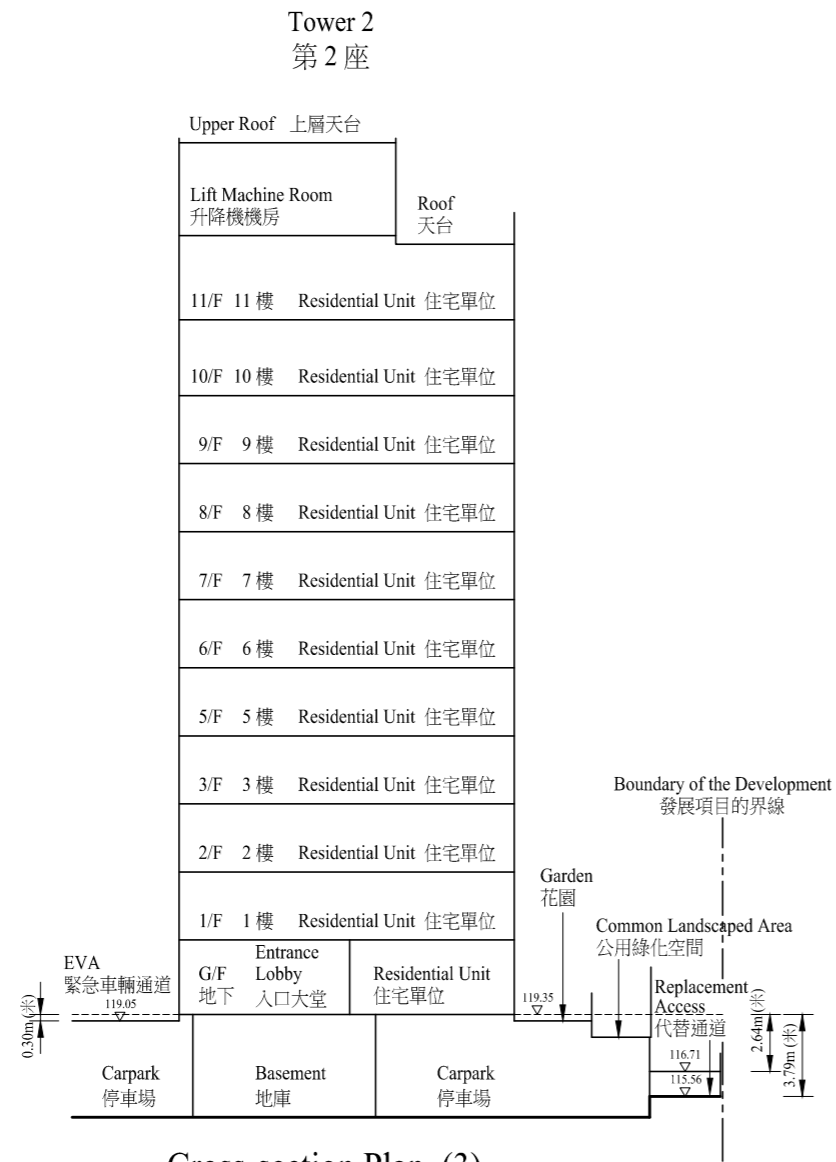 Tower 2
第 2 座
Upper Roof 上層天台
Lift Machine Room
升降機機房
Roof
天台
11/F 11 樓 Residential Unit 住宅單位
10/F 10 樓 Residential Unit 住宅單位
9/F 9 樓 Residential Unit 住宅單位
8/F 8 樓 Residential Unit 住宅單位
7/F 7 樓 Residential Unit 住宅單位
6/F 6 樓 Residential Unit 住宅單位
5/F 5 樓 Residential Unit 住宅單位
3/F 3 樓 Residential Unit 住宅單位
2/F 2 樓 Residential Unit 住宅單位
1/F 1 樓 Residential Unit 住宅單位
Boundary of the Development
發展項目的界線
Garden
花園
Common Landscaped Area
公用綠化空間
EVA
緊急車輛通道
119.05
0.30m (米)
G/F
地下
Entrance
Lobby
入口大堂
Residential Unit
住宅單位
119.35
Replacement
Access
代替通道
116.71
115.56
2.64m (米)
3.79m (米)
Carpark
停車場
Basement
地庫
Carpark
停車場